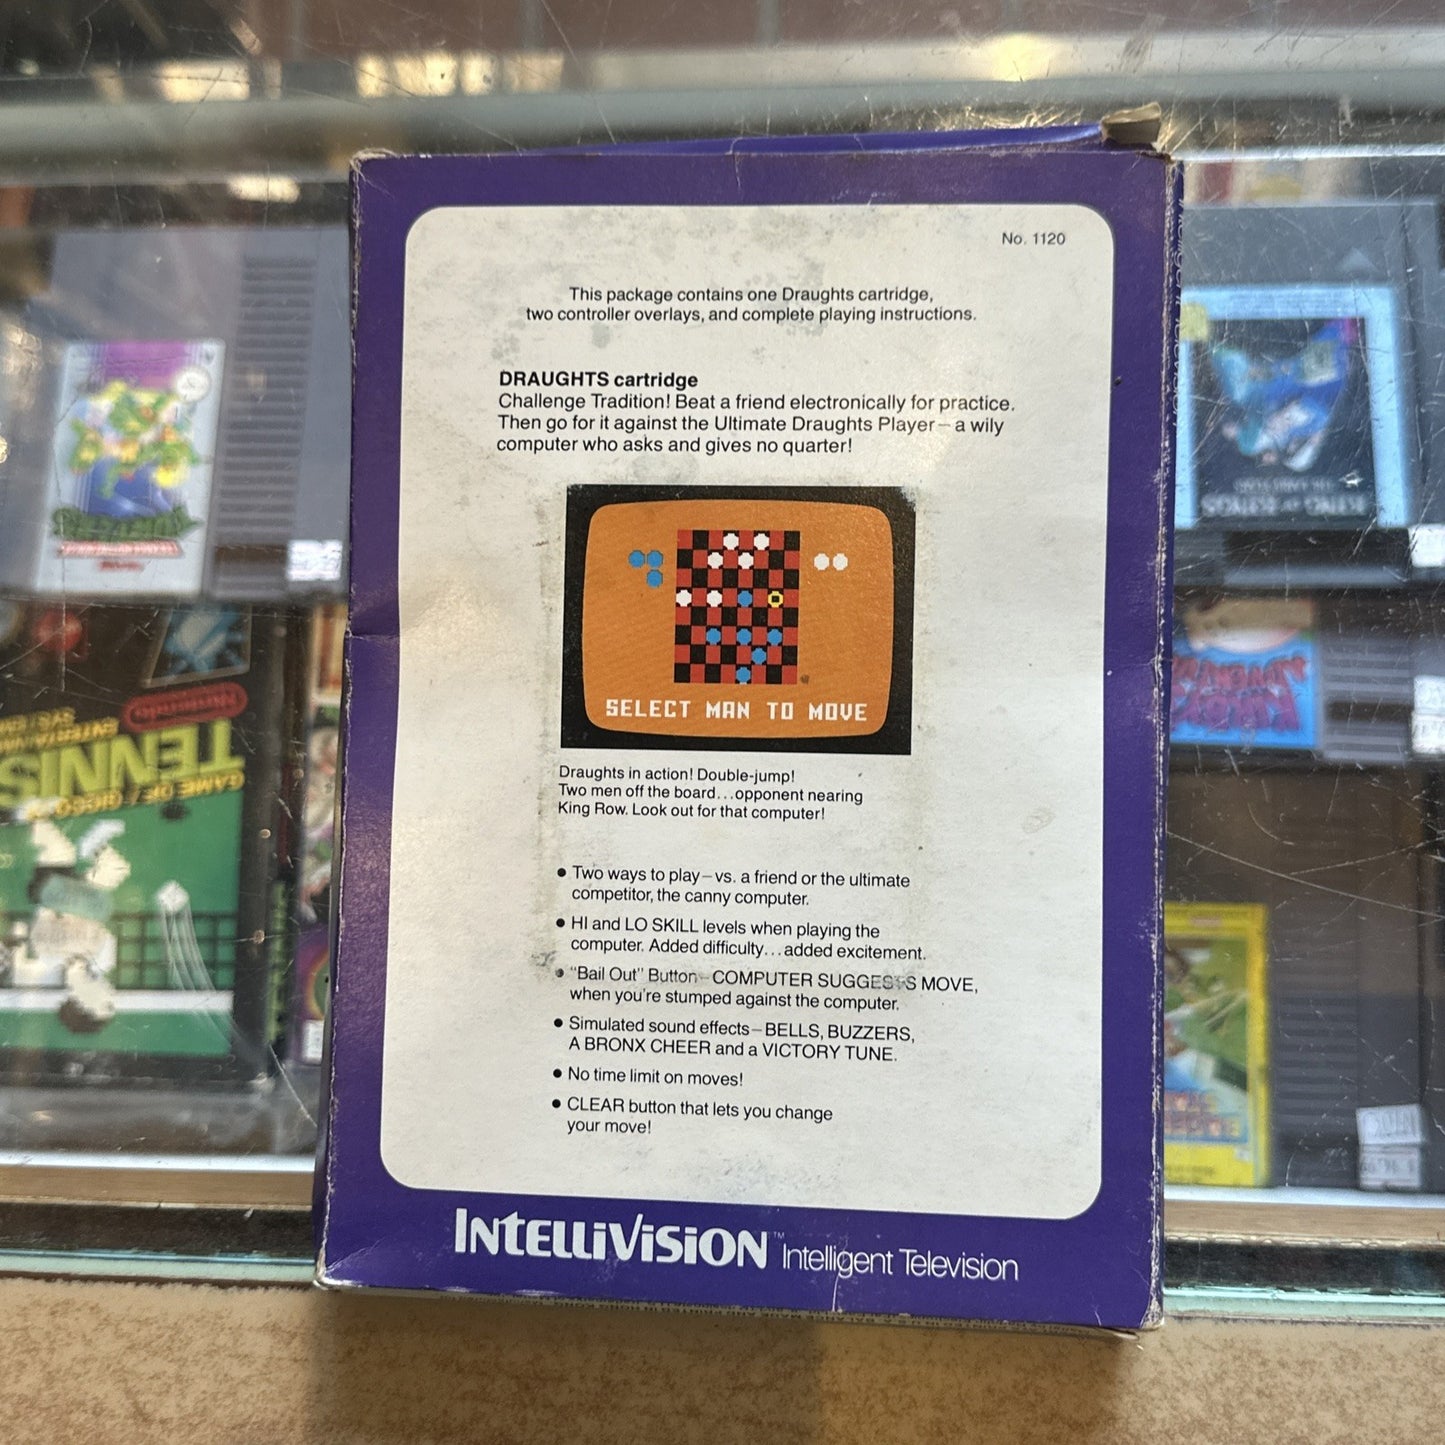 No. 1120
This package contains one Draughts cartridge,
two controller overlays, and complete playing instructions.
DRAUGHTS cartridge
Challenge Tradition! Beat a friend electronically for practice.
Then go for it against the Ultimate Draughts Player—a wily
computer who asks and gives no quarter!
SELECT MAN TO MOVE
Draughts in action! Double-jump!
Two men off the board...opponent nearing
King Row. Look out for that computer!
• Two ways to play—vs. a friend or the ultimate
competitor, the canny computer.
• HI and LO SKILL levels when playing the
computer. Added difficulty...added excitement.
• "Bail Out" Button—COMPUTER SUGGESTS MOVE,
when you're stumped against the computer.
• Simulated sound effects—BELLS, BUZZERS,
A BRONX CHEER and a VICTORY TUNE.
• No time limit on moves!
• CLEAR button that lets you change
your move!
INTELLIVISION™ Intelligent Television
Nintendo
TENNIS